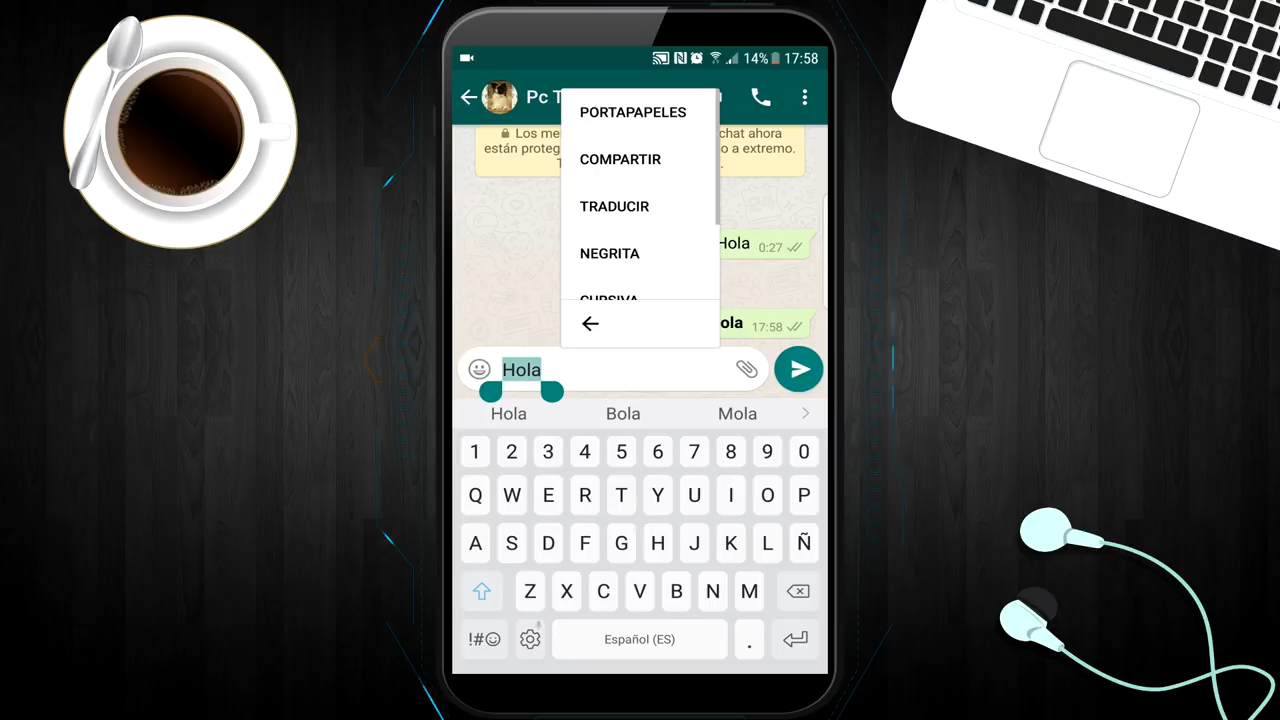 14% 17:58
Pc T
PORTAPAPELES
COMPARTIR
TRADUCIR
NEGRITA
CURSIVA
Los me chat ahora
están proteg o a extremo.
T
Hola 0:27
ola 17:58
Hola
Hola Bola Mola
1 2 3 4 5 6 7 8 9 0
Q W E R T Y U I O P
A S D F G H J K L Ñ
Z X C V B N M
!#☺ Español (ES) .